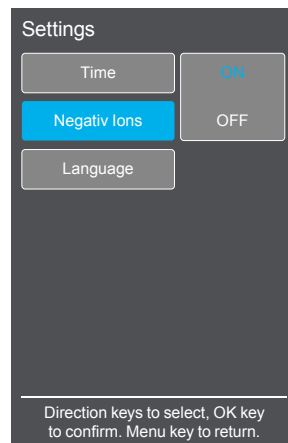 Settings
Time
ON
Negativ Ions
OFF
Language
Direction keys to select, OK key
to confirm. Menu key to return.